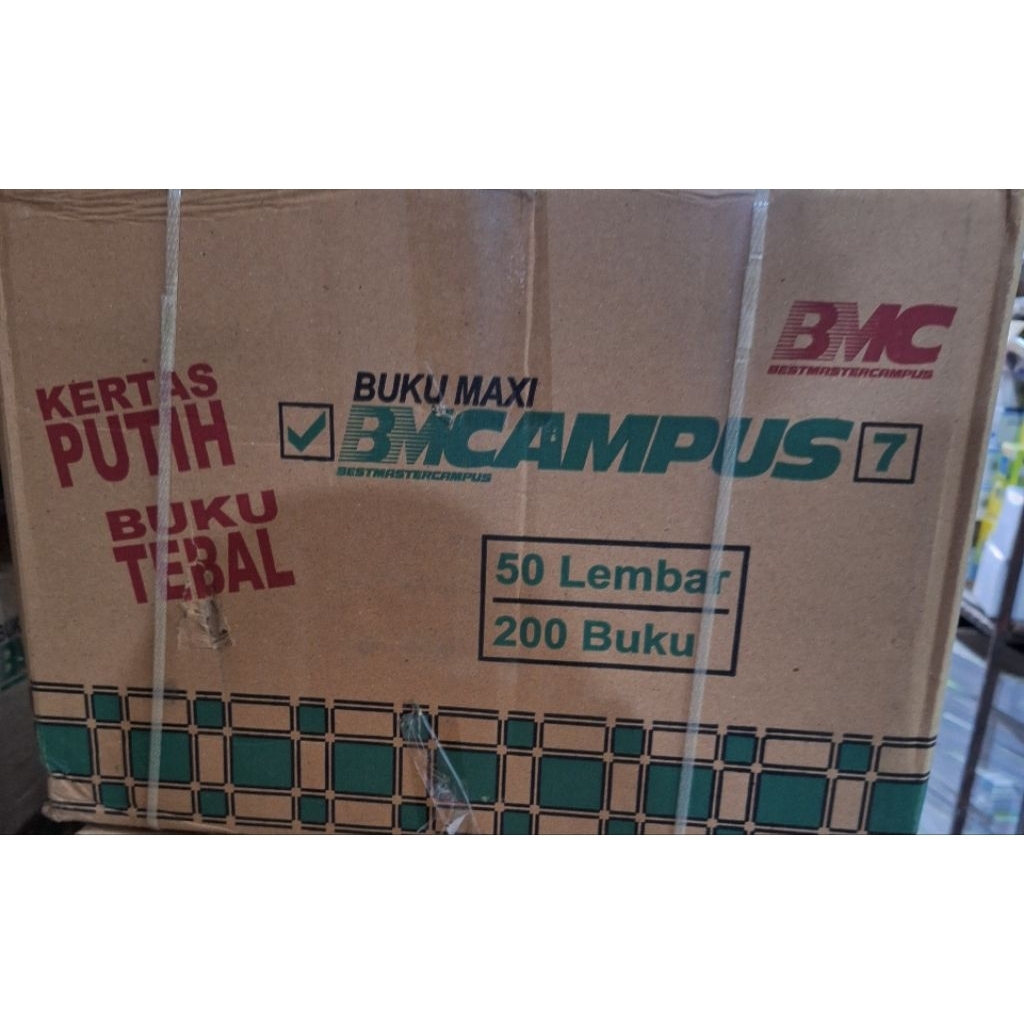 KERTAS
PUTIH
BUKU
TEBAL
BUKU MAXI
BMCAMPUS 7
BESTMASTERCAMPUS
50 Lembar
200 Buku
BMC
BESTMASTERCAMPUS